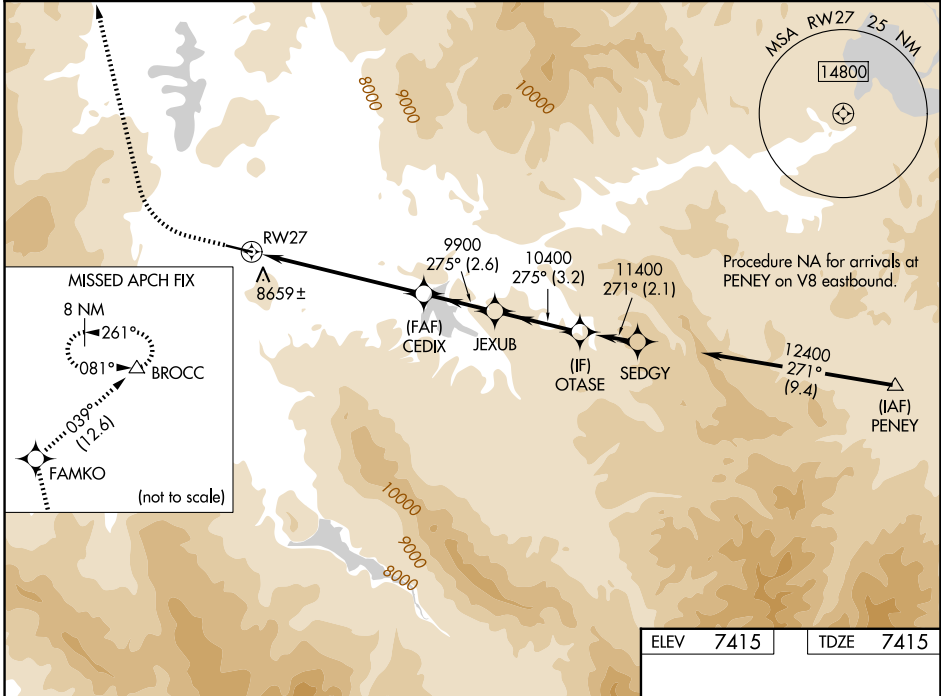 MSA RW27 25 NM
14800
8000
9000
10000
RW27
8659±
9900
275° (2.6)
10400
275° (3.2)
11400
271° (2.1)
Procedure NA for arrivals at
PENEY on V8 eastbound.
12400
271°
(9.4)
(FAF)
CEDIX
JEXUB
(IF)
OTASE
SEDGY
(IAF)
PENEY
MISSED APCH FIX
8 NM
261°
081°
BROCC
039°
(12.6)
FAMKO
(not to scale)
10000
9000
8000
ELEV 7415
TDZE 7415